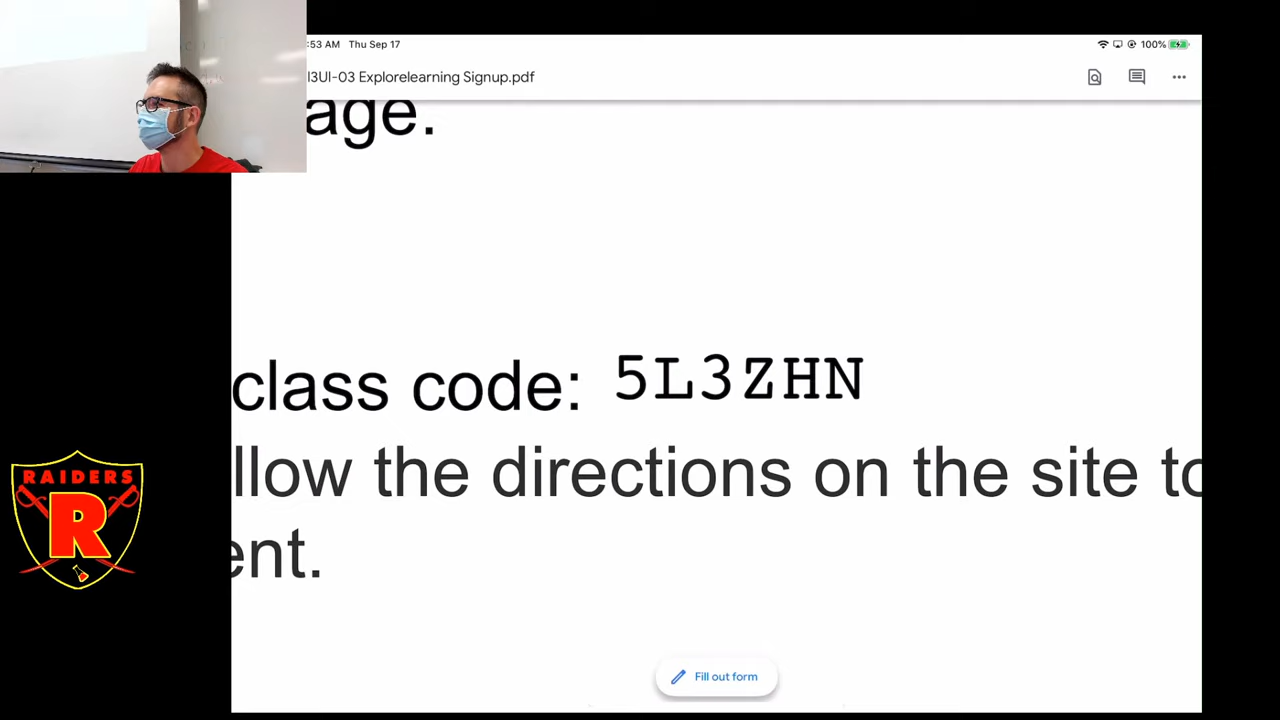 :53 AM Thu Sep 17
100%
I3UI-03 Explorelearning Signup.pdf
age.
class code: 5L3ZHN
llow the directions on the site to
ent.
RAIDERS
R
Fill out form